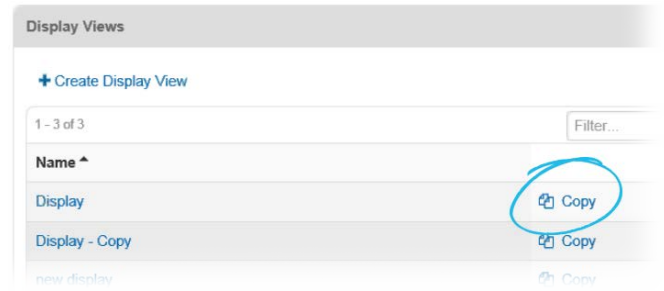 Display Views
Create Display View
1 - 3 of 3 Filter...
Name
Display Copy
Display - Copy Copy
new display Copy